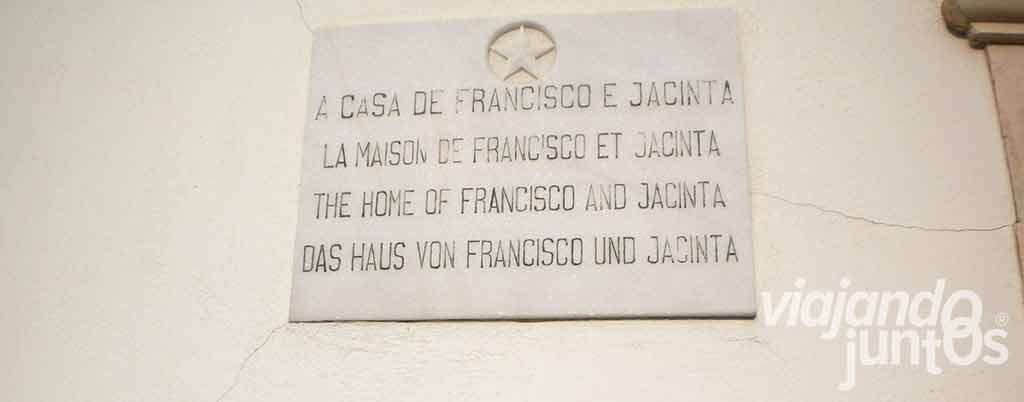 A CASA DE FRANCISCO E JACINTA
LA MAISON DE FRANCISCO ET JACINTA
THE HOME OF FRANCISCO AND JACINTA
DAS HAUS VON FRANCISCO UND JACINTA
viajando
juntos